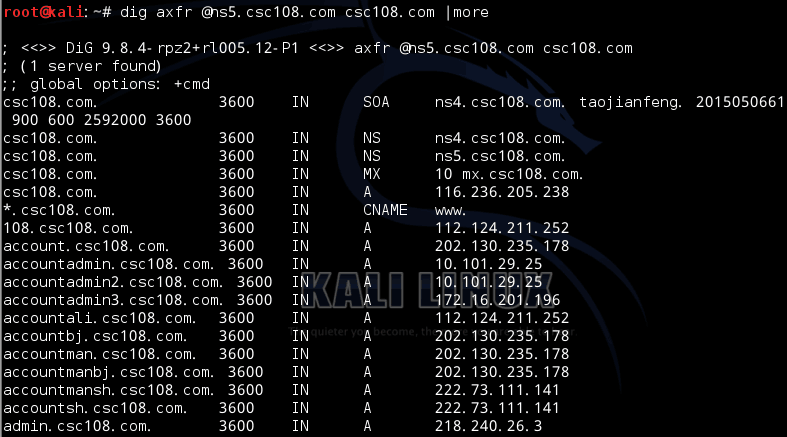 root@kali:~# dig axfr @ns5.csc108.com csc108.com |more
; <<>> DiG 9.8.4-rpz2+rl005.12-P1 <<>> axfr @ns5.csc108.com csc108.com
; (1 server found)
;; global options: +cmd
csc108.com. 3600 IN SOA ns4.csc108.com. taojianfeng. 2015050661
900 600 2592000 3600
csc108.com. 3600 IN NS ns4.csc108.com.
csc108.com. 3600 IN NS ns5.csc108.com.
csc108.com. 3600 IN MX 10 mx.csc108.com.
csc108.com. 3600 IN A 116.236.205.238
*.csc108.com. 3600 IN CNAME www.
108.csc108.com. 3600 IN A 112.124.211.252
account.csc108.com. 3600 IN A 202.130.235.178
accountadmin.csc108.com. 3600 IN A 10.101.29.25
accountadmin2.csc108.com. 3600 IN A 10.101.29.25
accountadmin3.csc108.com. 3600 IN A 172.16.201.196
KALI LINUX
accountali.csc108.com. 3600 IN A 112.124.211.252
quieter you become, the
accountbj.csc108.com. 3600 IN A 202.130.235.178
accountman.csc108.com. 3600 IN A 202.130.235.178
accountmanbj.csc108.com. 3600 IN A 202.130.235.178
accountmansh.csc108.com. 3600 IN A 222.73.111.141
accountsh.csc108.com. 3600 IN A 222.73.111.141
admin.csc108.com. 3600 IN A 218.240.26.3